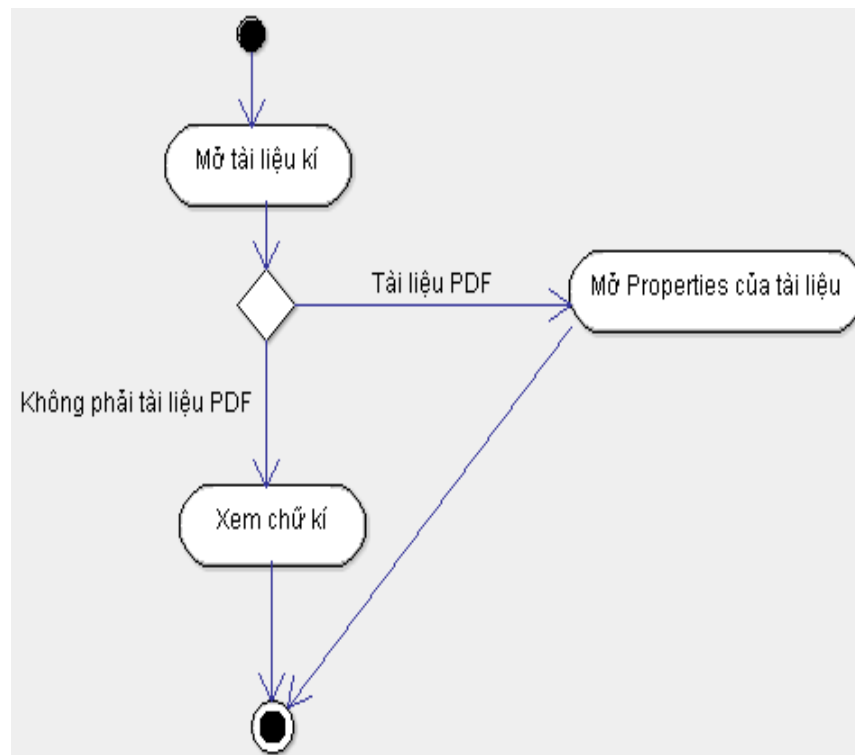 Mở tài liệu kí
Tài liệu PDF
Mở Properties của tài liệu
Không phải tài liệu PDF
Xem chữ kí